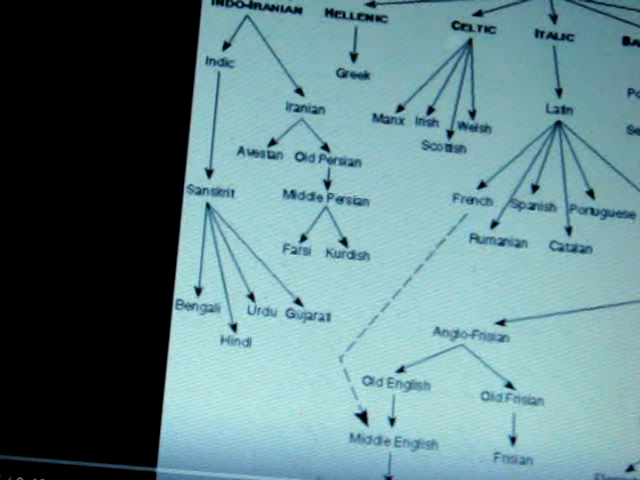 INDO-IRANIAN
HELLENIC
CELTIC
ITALIC
Indic
Greek
Iranian
Manx
Irish
Welsh
Scottish
Latin
Avestan
Old Persian
Sanskrit
Middle Persian
French
Spanish
Portuguese
Rumanian
Catalan
Farsi
Kurdish
Bengali
Urdu
Gujarati
Hindi
Anglo-Frisian
Old English
Old Frisian
Middle English
Frisian